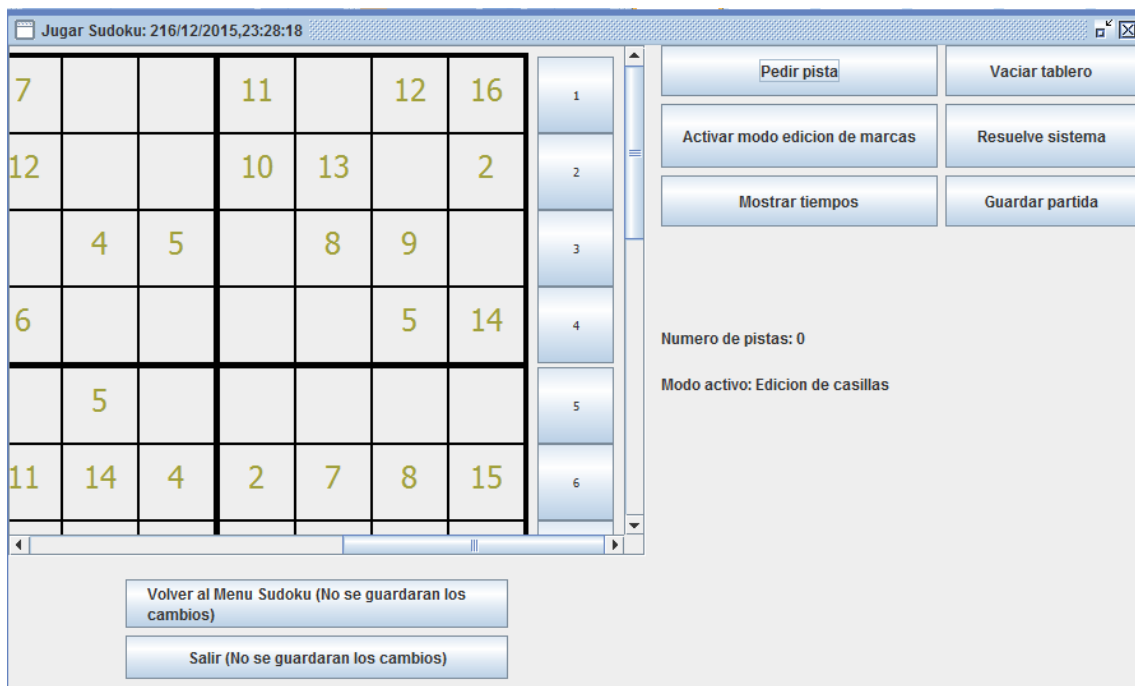 Jugar Sudoku: 216/12/2015,23:28:18
7 11 12 16 1
12 10 13 2 2
4 5 8 9 3
6 5 14 4
5 5
11 14 4 2 7 8 15 6
Pedir pista
Vaciar tablero
Activar modo edicion de marcas
Resuelve sistema
Mostrar tiempos
Guardar partida
Numero de pistas: 0
Modo activo: Edicion de casillas
Volver al Menu Sudoku (No se guardaran los
cambios)
Salir (No se guardaran los cambios)